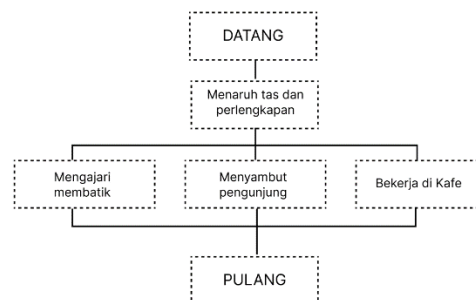 DATANG
Menaruh tas dan
perlengkapan
Mengajari
membatik
Menyambut
pengunjung
Bekerja di Kafe
PULANG